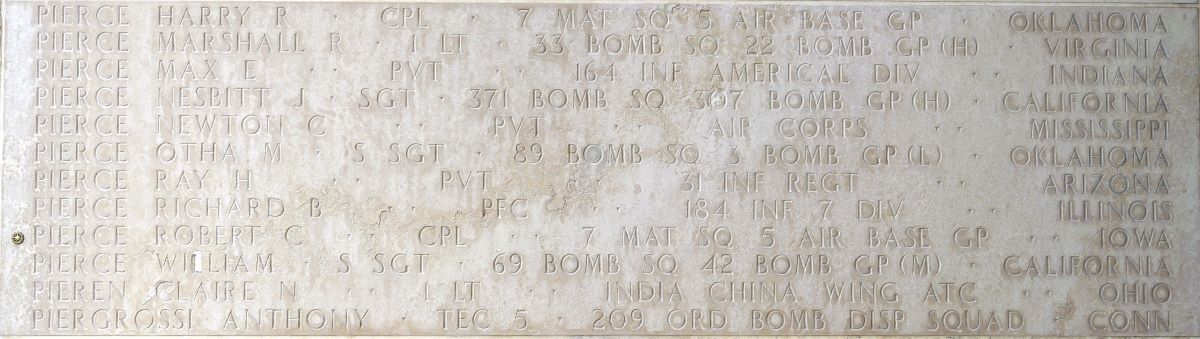 PIERCE HARRY R · CPL · 7 MAT SQ 5 AIR BASE GP · OKLAHOMA
PIERCE MARSHALL R · 1 LT · 33 BOMB SQ 22 BOMB GP (H) · VIRGINIA
PIERCE MAX E · · PVT · · 164 INF AMERICAL DIV · · INDIANA
PIERCE NESBITT J · SGT · 371 BOMB SQ 307 BOMB GP (H) · CALIFORNIA
PIERCE NEWTON C · · PVT · · AIR CORPS · · MISSISSIPPI
PIERCE OTHA M · S SGT · 89 BOMB SQ 3 BOMB GP (L) · OKLAHOMA
PIERCE RAY H · · PVT · · 31 INF REGT · · ARIZONA
PIERCE RICHARD B · · PFC · · 184 INF 7 DIV · · ILLINOIS
PIERCE ROBERT C · · CPL · · 7 MAT SQ 5 AIR BASE GP · · IOWA
PIERCE WILLIAM · S SGT · 69 BOMB SQ 42 BOMB GP (M) · CALIFORNIA
PIEREN CLAIRE N · · 1 LT · · INDIA CHINA WING ATC · · OHIO
PIERGROSSI ANTHONY · TEC 5 · 209 ORD BOMB DISP SQUAD · CONN